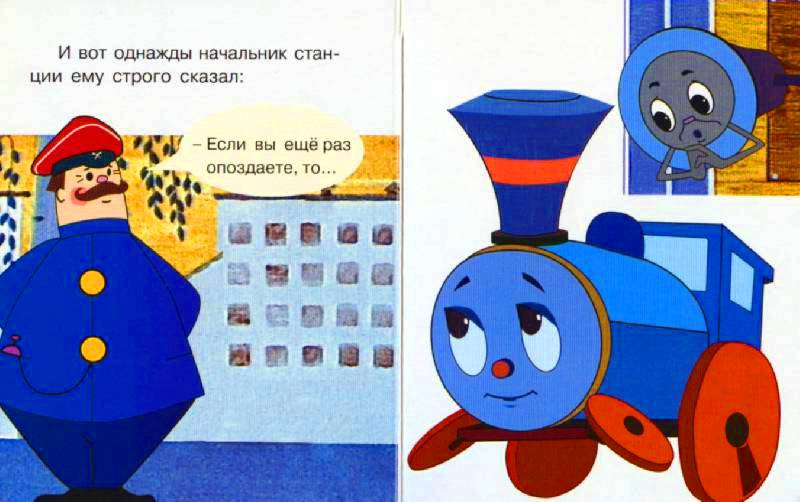 И вот однажды начальник стан-
ции ему строго сказал:
– Если вы ещё раз
опоздаете, то...